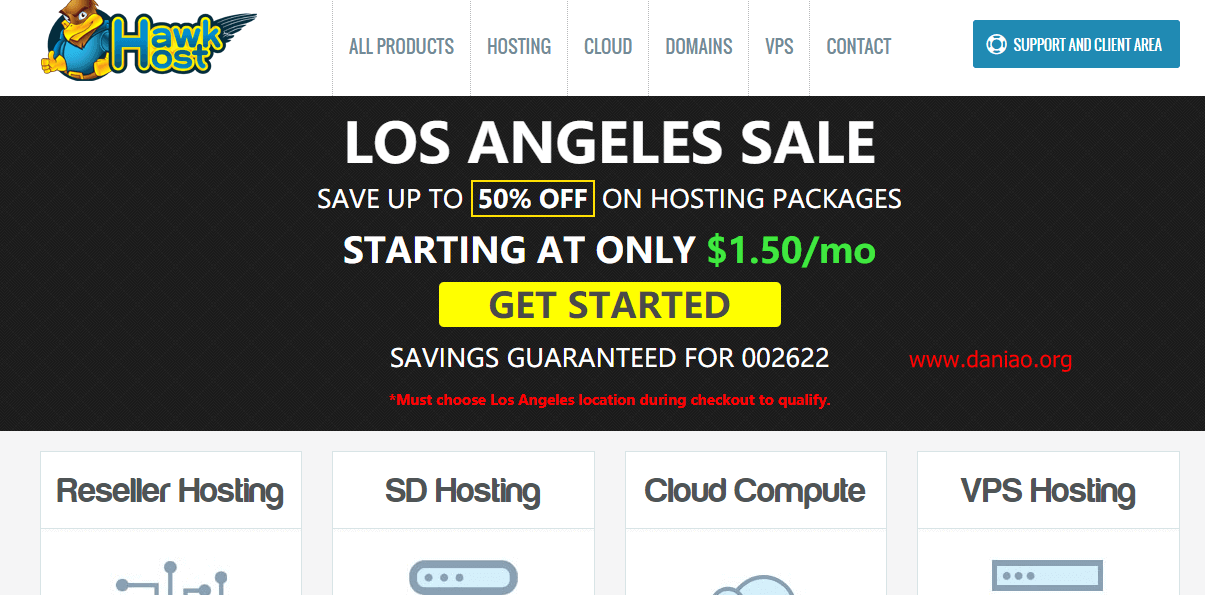 Hawk
Host
ALL PRODUCTS
HOSTING
CLOUD
DOMAINS
VPS
CONTACT
SUPPORT AND CLIENT AREA
LOS ANGELES SALE
SAVE UP TO 50% OFF ON HOSTING PACKAGES
STARTING AT ONLY $1.50/mo
GET STARTED
SAVINGS GUARANTEED FOR 002622
www.daniao.org
*Must choose Los Angeles location during checkout to qualify.
Reseller Hosting
SD Hosting
Cloud Compute
VPS Hosting